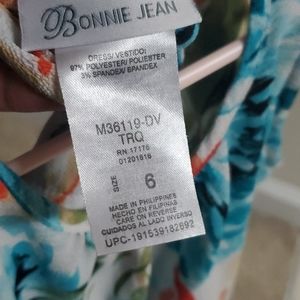 BONNIE JEAN
DRESS/VESTIDO:
97% POLYESTER/ POLIESTER
3% SPANDEX/ SPANDEX
M36119-DV
TRQ
RN 17176
01201616
SIZE 6
MADE IN PHILIPPINES
HECHO EN FILIPINAS
CARE ON REVERSE
CUIDADOS AL LADO INVERSO
UPC-191539182692